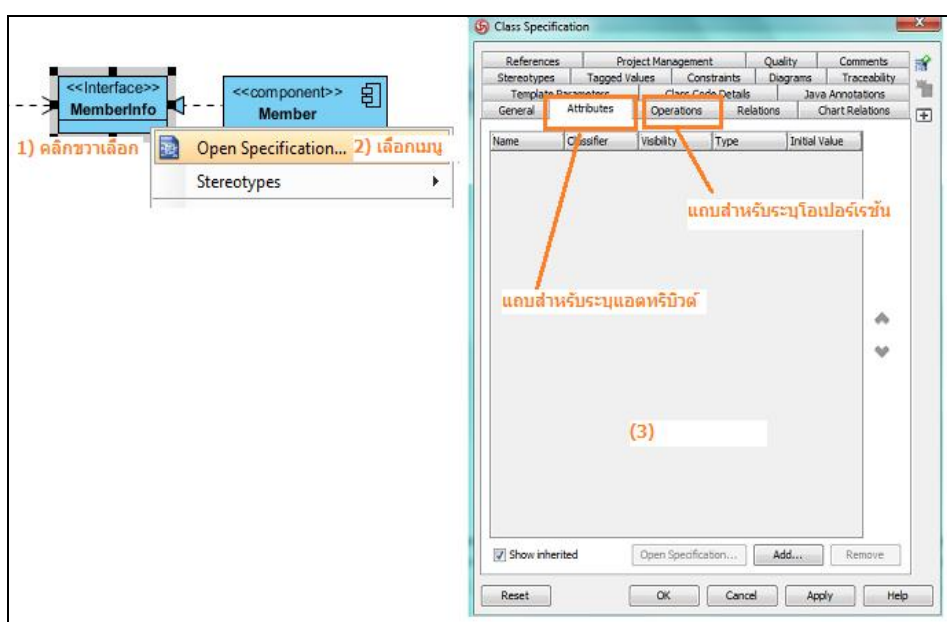 <<Interface>>
MemberInfo
<<component>>
Member
1) คลิกขวาเลือก
Open Specification...
2) เลือกเมนู
Stereotypes
Class Specification
References Project Management Quality Comments
Stereotypes Tagged Values Constraints Diagrams Traceability
Template Parameters Class Code Details Java Annotations
General Attributes Operations Relations Chart Relations
Name Classifier Visibility Type Initial Value
แถบสำหรับระบุโอเปอร์เรชั่น
แถบสำหรับระบุแอตทริบิวต์
(3)
Show inherited Open Specification... Add... Remove
Reset OK Cancel Apply Help